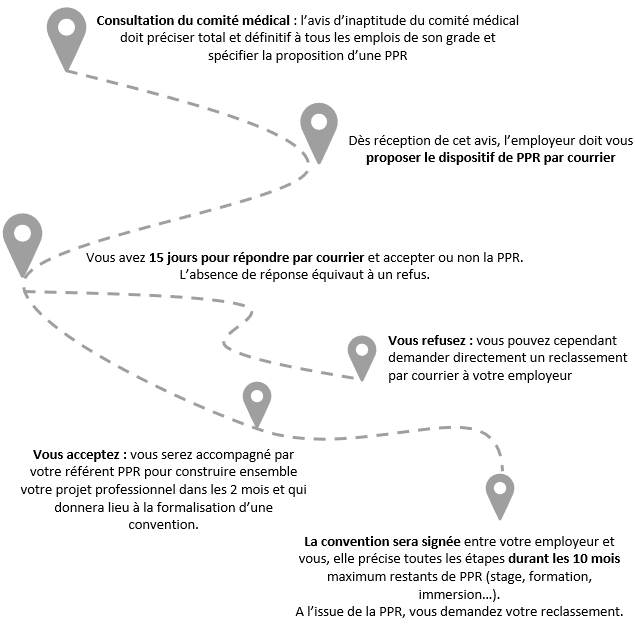 Consultation du comité médical : l’avis d’inaptitude du comité médical
doit préciser total et définitif à tous les emplois de son grade et
spécifier la proposition d’une PPR
Dès réception de cet avis, l’employeur doit vous
proposer le dispositif de PPR par courrier
Vous avez 15 jours pour répondre par courrier et accepter ou non la PPR.
L’absence de réponse équivaut à un refus.
Vous refusez : vous pouvez cependant
demander directement un reclassement
par courrier à votre employeur
Vous acceptez : vous serez accompagné par
votre référent PPR pour construire ensemble
votre projet professionnel dans les 2 mois et qui
donnera lieu à la formalisation d’une
convention.
La convention sera signée entre votre employeur et
vous, elle précise toutes les étapes durant les 10 mois
maximum restants de PPR (stage, formation,
immersion…).
A l’issue de la PPR, vous demandez votre reclassement.